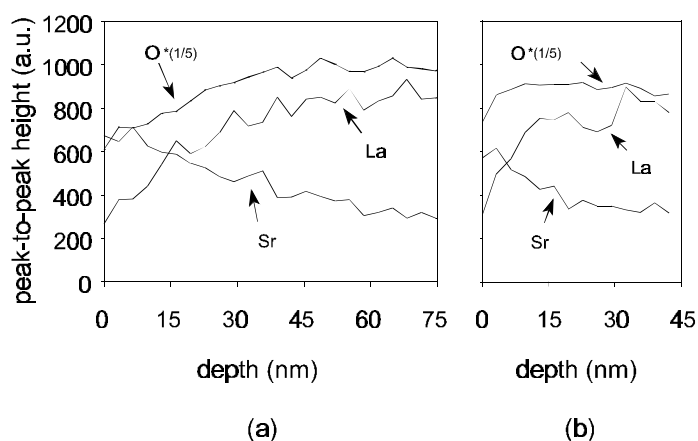 peak-to-peak height (a.u.)
1200
1000
800
600
400
200
0
O *(1/5)
La
Sr
0 15 30 45 60 75
depth (nm)
(a)
O *(1/5)
La
Sr
0 15 30 45
depth (nm)
(b)